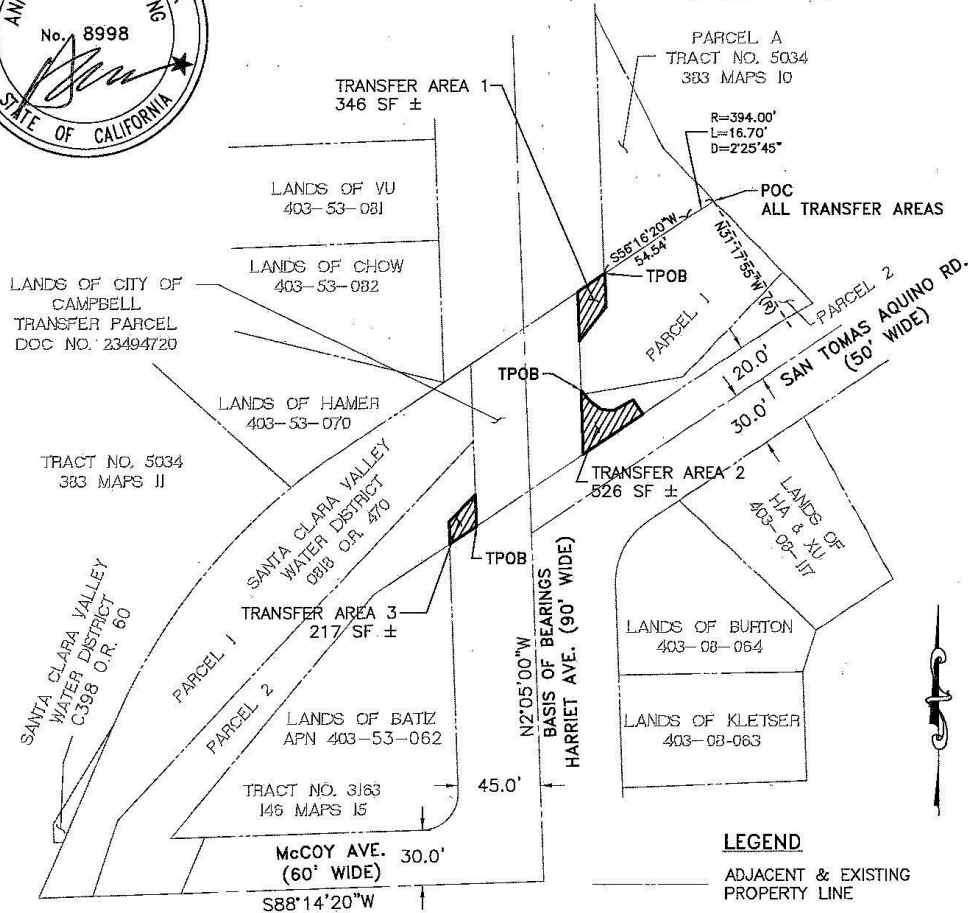 No. 8998
STATE OF CALIFORNIA
PARCEL A
TRACT NO. 5034
383 MAPS 10
TRANSFER AREA 1
346 SF ±
R=394.00'
L=16.70'
D=2°25'45"
POC
ALL TRANSFER AREAS
LANDS OF VU
403-53-081
S56°16'20"W
54.54'
N31°17'55"W (R)
TPOB
LANDS OF CHOW
403-53-082
LANDS OF CITY OF
CAMPBELL
TRANSFER PARCEL
DOC NO. 23494720
PARCEL 1
PARCEL 2
SAN TOMAS AQUINO RD.
(50' WIDE)
20.0'
30.0'
TPOB
LANDS OF HAMER
403-53-070
TRACT NO. 5034
383 MAPS 11
TRANSFER AREA 2
526 SF ±
SANTA CLARA VALLEY
WATER DISTRICT
0818 O.R. 470
LANDS OF
HA & XU
403-08-117
TPOB
TRANSFER AREA 3
217 SF ±
N2°05'00"W
BASIS OF BEARINGS
HARRIET AVE. (90' WIDE)
LANDS OF BURTON
403-08-064
SANTA CLARA VALLEY
WATER DISTRICT
C398 O.R. 60
PARCEL 1
PARCEL 2
LANDS OF BATIZ
APN 403-53-062
LANDS OF KLETSER
403-08-063
TRACT NO. 3163
146 MAPS 15
45.0'
McCOY AVE.
(60' WIDE)
30.0'
S88°14'20"W
LEGEND
ADJACENT & EXISTING
PROPERTY LINE